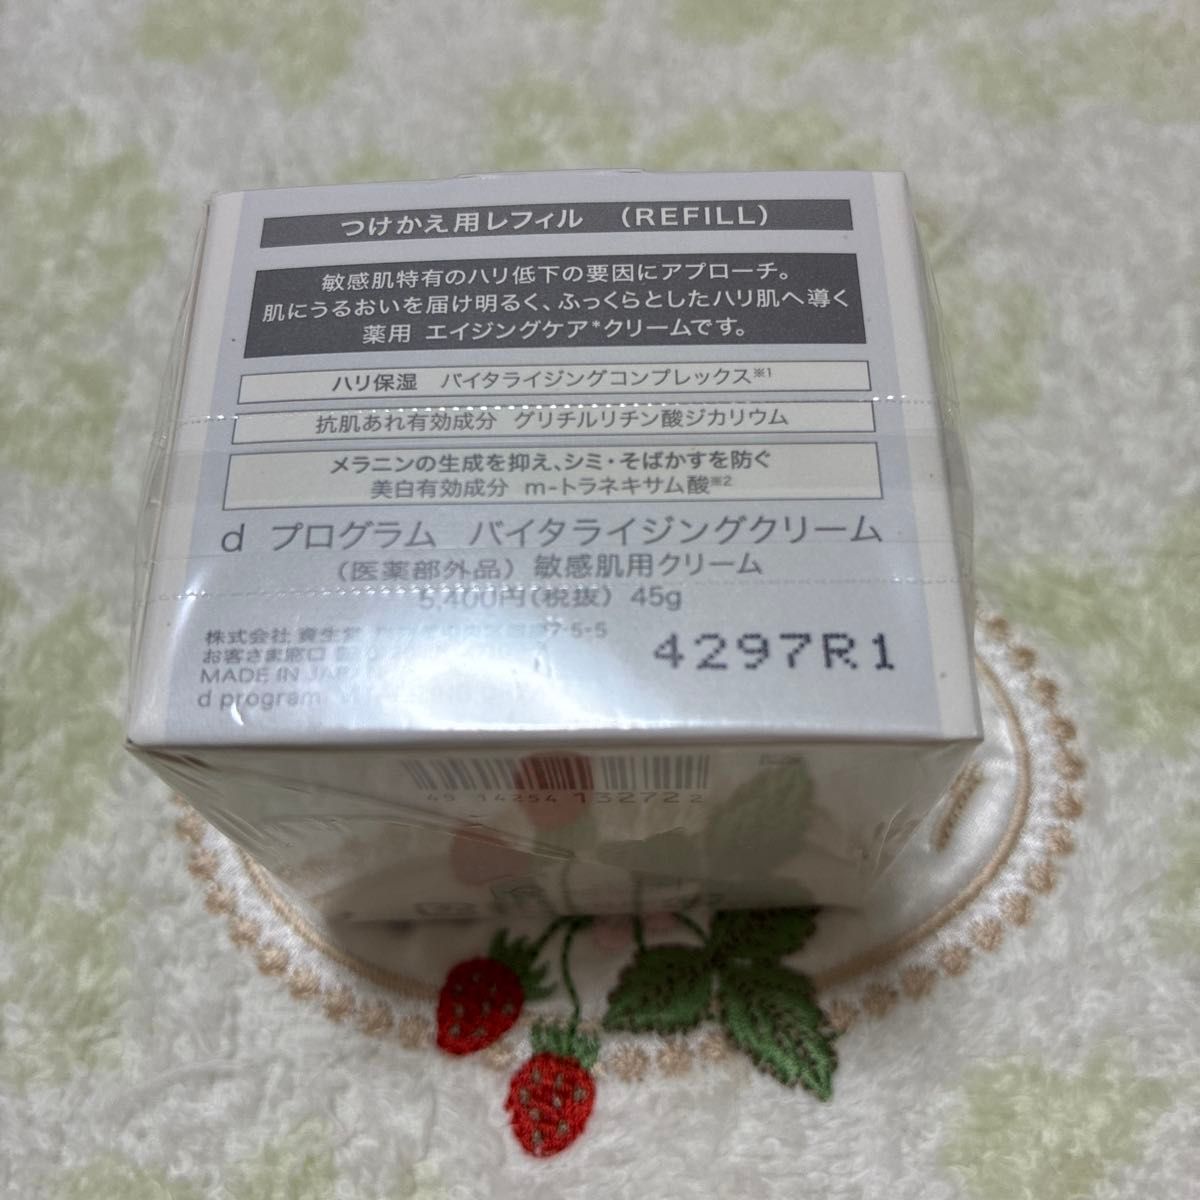 つけかえ用レフィル （REFILL）
敏感肌特有のハリ低下の要因にアプローチ。
肌にうるおいを届け明るく、ふっくらとしたハリ肌へ導く
薬用 エイジングケア*クリームです。
ハリ保湿 バイタライジングコンプレックス※1
抗肌あれ有効成分 グリチルリチン酸ジカリウム
メラニンの生成を抑え、シミ・そばかすを防ぐ
美白有効成分 m-トラネキサム酸※2
d プログラム バイタライジングクリーム
（医薬部外品）敏感肌用クリーム
5,400円（税抜） 45g
株式会社 資生堂 7-5-5
お客さま窓口
MADE IN JAPAN
d program
4297R1
49 14254 13272 2